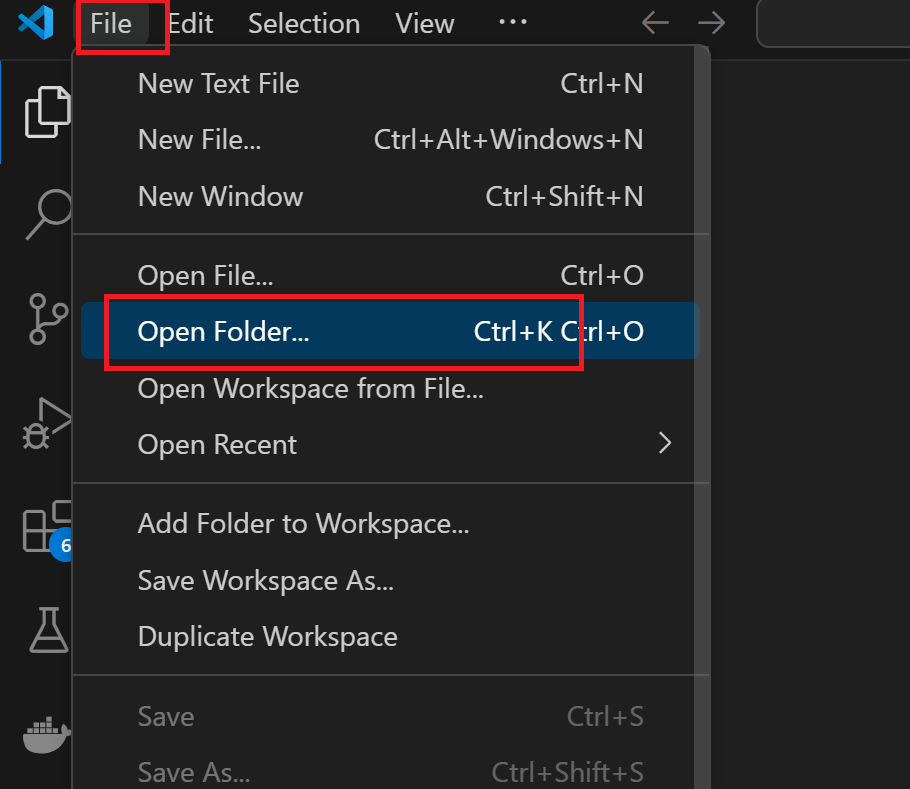 File Edit Selection View ...
New Text File Ctrl+N
New File... Ctrl+Alt+Windows+N
New Window Ctrl+Shift+N
Open File... Ctrl+O
Open Folder... Ctrl+K Ctrl+O
Open Workspace from File...
Open Recent
Add Folder to Workspace...
6
Save Workspace As...
Duplicate Workspace
Save Ctrl+S
Save As... Ctrl+Shift+S